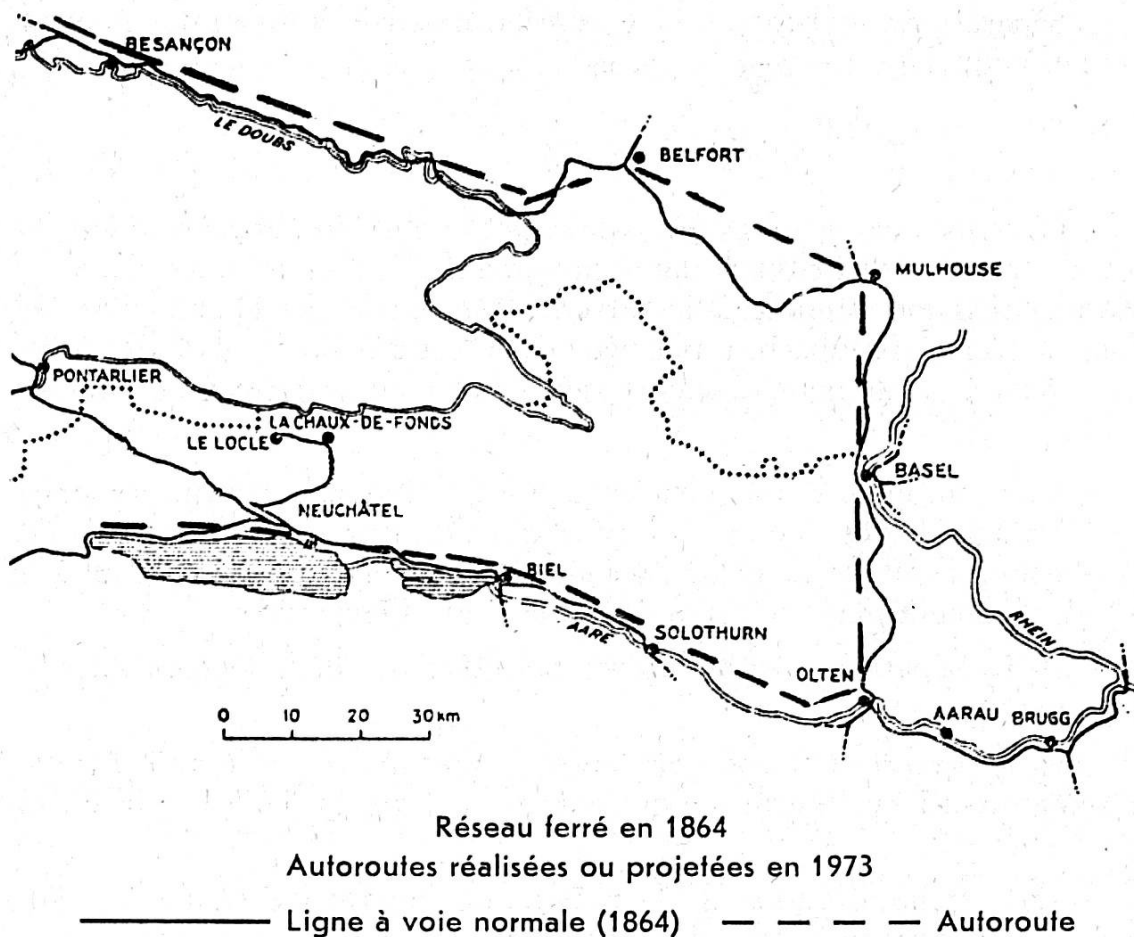 BESANÇON
LE DOUBS
BELFORT
MULHOUSE
PONTARLIER
LA CHAUX-DE-FONDS
LE LOCLE
BASEL
NEUCHÂTEL
BIEL
RHEIN
AARE
SOLOTHURN
OLTEN
AARAU BRUGG
0 10 20 30 km
Réseau ferré en 1864
Autoroutes réalisées ou projetées en 1973
Ligne à voie normale (1864) Autoroute